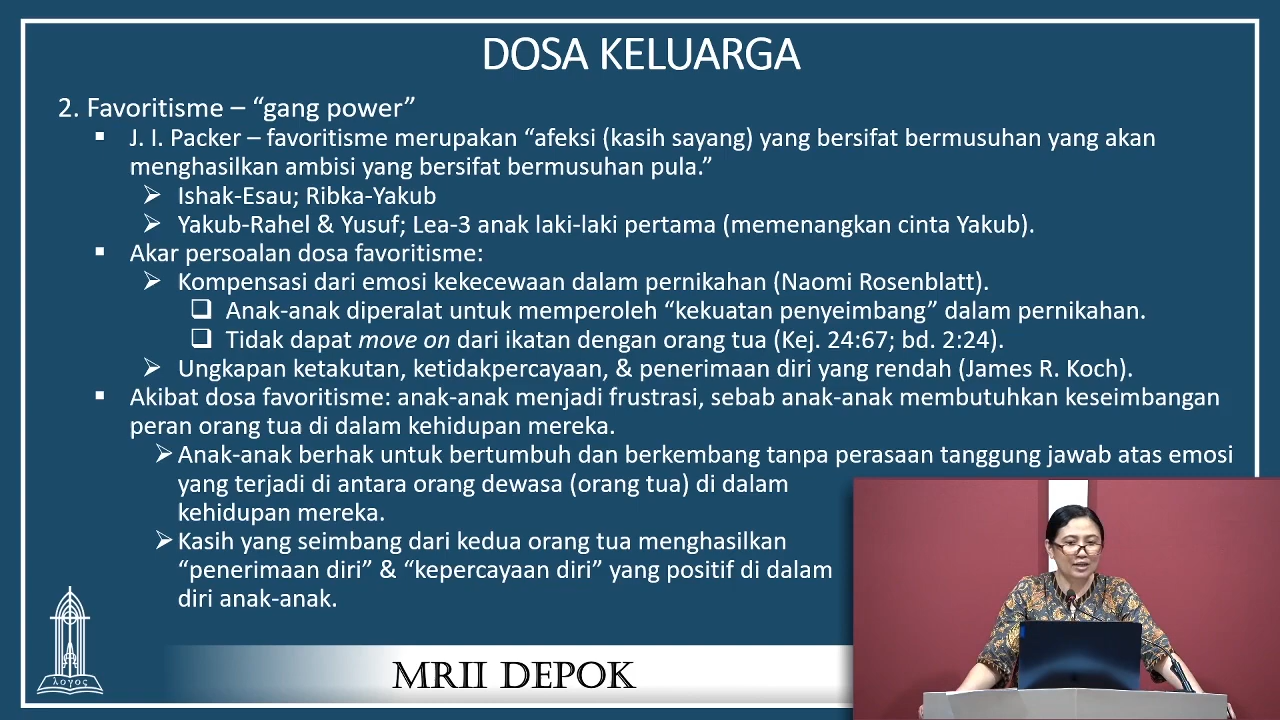 DOSA KELUARGA
2. Favoritisme – “gang power”
▪ J. I. Packer – favoritisme merupakan “afeksi (kasih sayang) yang bersifat bermusuhan yang akan
menghasilkan ambisi yang bersifat bermusuhan pula.”
➢ Ishak-Esau; Ribka-Yakub
➢ Yakub-Rahel & Yusuf; Lea-3 anak laki-laki pertama (memenangkan cinta Yakub).
▪ Akar persoalan dosa favoritisme:
➢ Kompensasi dari emosi kekecewaan dalam pernikahan (Naomi Rosenblatt).
❑ Anak-anak diperalat untuk memperoleh “kekuatan penyeimbang” dalam pernikahan.
❑ Tidak dapat move on dari ikatan dengan orang tua (Kej. 24:67; bd. 2:24).
➢ Ungkapan ketakutan, ketidakpercayaan, & penerimaan diri yang rendah (James R. Koch).
▪ Akibat dosa favoritisme: anak-anak menjadi frustrasi, sebab anak-anak membutuhkan keseimbangan
peran orang tua di dalam kehidupan mereka.
➢ Anak-anak berhak untuk bertumbuh dan berkembang tanpa perasaan tanggung jawab atas emosi
yang terjadi di antara orang dewasa (orang tua) di dalam
kehidupan mereka.
➢ Kasih yang seimbang dari kedua orang tua menghasilkan
“penerimaan diri” & “kepercayaan diri” yang positif di dalam
diri anak-anak.
λογος
MRII DEPOK